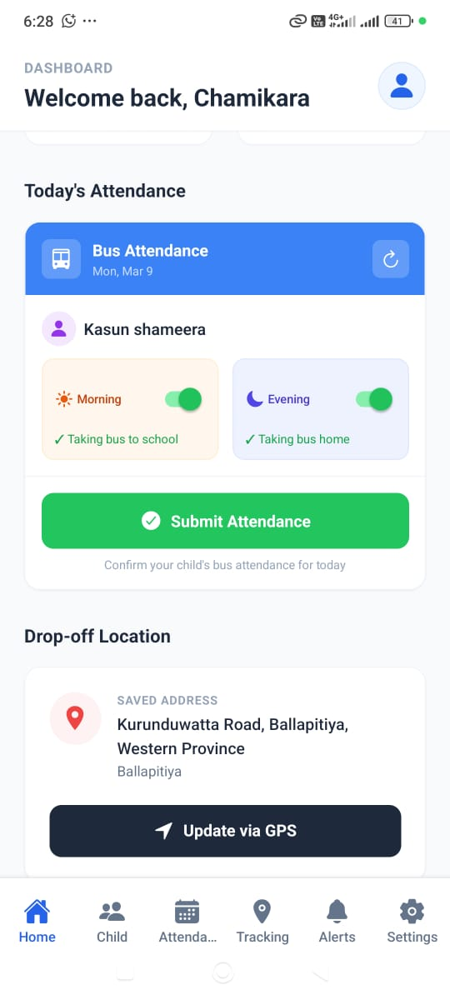 6:28
Vo LTE 4G+ 41
DASHBOARD
Welcome back, Chamikara
Today's Attendance
Bus Attendance
Mon, Mar 9
Kasun shameera
Morning
✓ Taking bus to school
Evening
✓ Taking bus home
Submit Attendance
Confirm your child's bus attendance for today
Drop-off Location
SAVED ADDRESS
Kurunduwatta Road, Ballapitiya,
Western Province
Ballapitiya
Update via GPS
Home Child Attenda... Tracking Alerts Settings